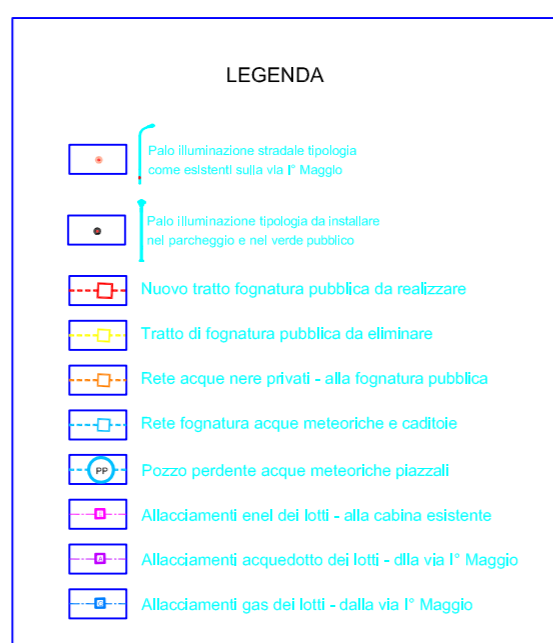 LEGENDA
Palo illuminazione stradale tipologia
come esistenti sulla via I° Maggio
Palo illuminazione tipologia da installare
nel parcheggio e nel verde pubblico
Nuovo tratto fognatura pubblica da realizzare
Tratto di fognatura pubblica da eliminare
Rete acque nere privati - alla fognatura pubblica
Rete fognatura acque meteoriche e caditoie
PP Pozzo perdente acque meteoriche piazzali
Allacciamenti enel dei lotti - alla cabina esistente
Allacciamenti acquedotto dei lotti - dlla via I° Maggio
Allacciamenti gas dei lotti - dalla via I° Maggio